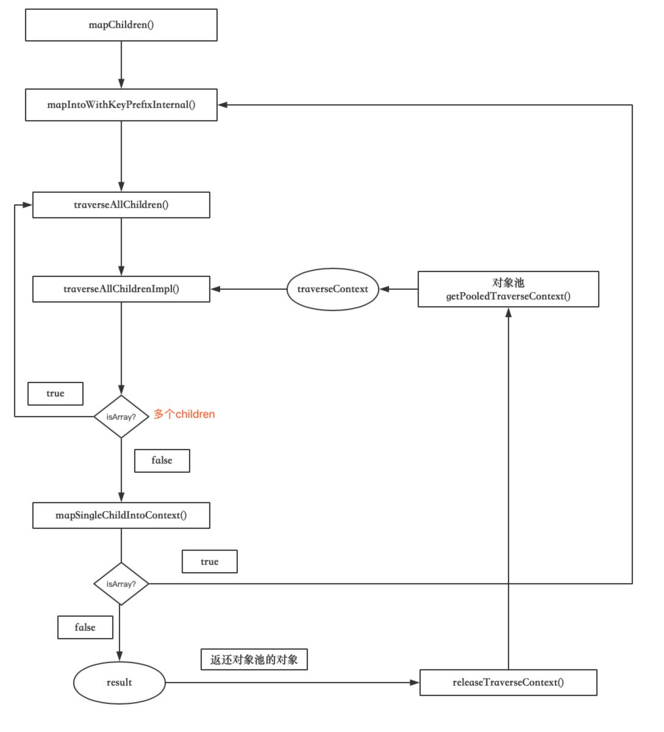 mapChildren()
mapIntoWithKeyPrefixInternal()
traverseAllChildren()
traverseAllChildrenImpl()
traverseContext
对象池
getPooledTraverseContext()
true
isArray?
多个children
false
mapSingleChildIntoContext()
true
isArray?
false
返还对象池的对象
result
releaseTraverseContext()